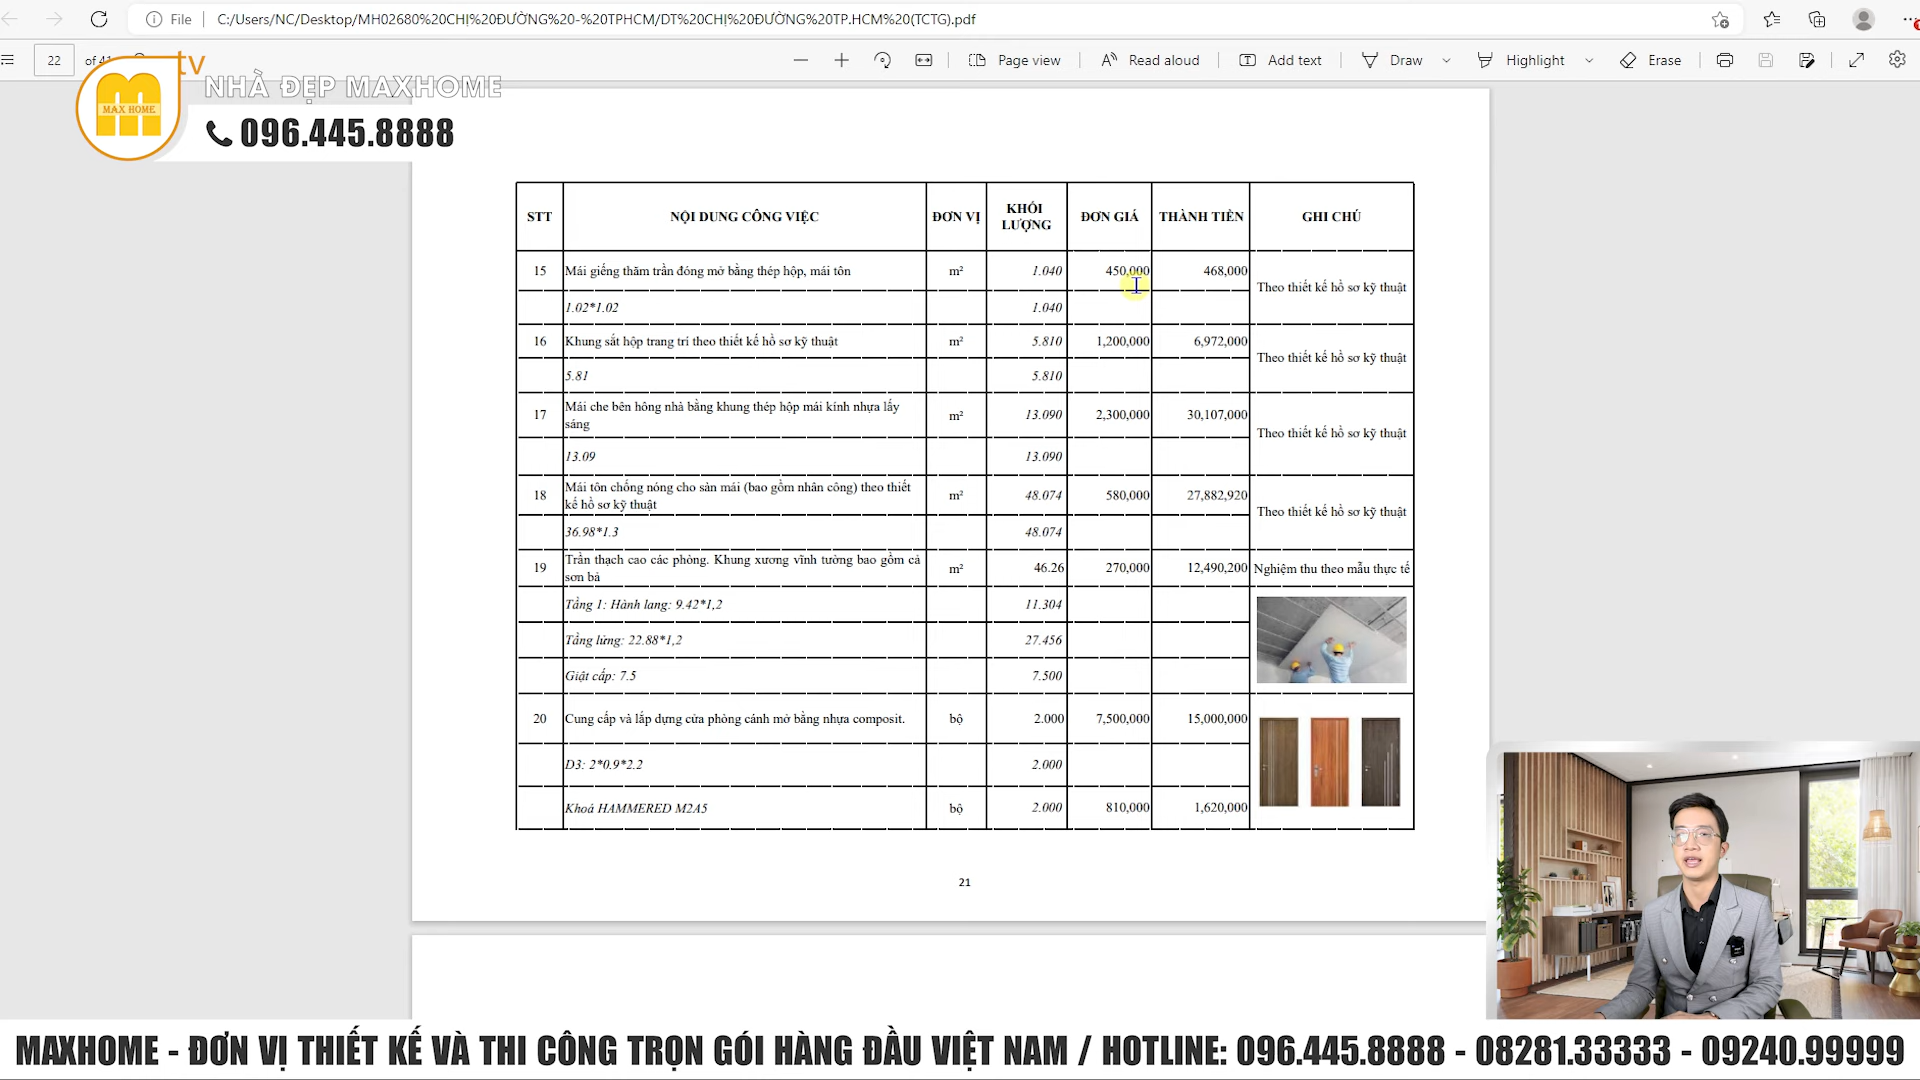 File
C:/Users/NC/Desktop/MH02680%20CHỊ%20ĐƯỜNG%20-%20TPHCM/DT%20CHỊ%20ĐƯỜNG%20TP.HCM%20(TCTG).pdf
22
of 41
Page view
Read aloud
Add text
Draw
Highlight
Erase
tv
MAX HOME
NHÀ ĐẸP MAXHOME
096.445.8888
STT NỘI DUNG CÔNG VIỆC ĐƠN VỊ KHỐI LƯỢNG ĐƠN GIÁ THÀNH TIỀN GHI CHÚ
15 Mái giếng thăm trần đóng mở bằng thép hộp, mái tôn m² 1.040 450,000 468,000 Theo thiết kế hồ sơ kỹ thuật
1.02*1.02 1.040
16 Khung sắt hộp trang trí theo thiết kế hồ sơ kỹ thuật m² 5.810 1,200,000 6,972,000 Theo thiết kế hồ sơ kỹ thuật
5.81 5.810
17 Mái che bên hông nhà bằng khung thép hộp mái kính nhựa lấy sáng m² 13.090 2,300,000 30,107,000 Theo thiết kế hồ sơ kỹ thuật
13.09 13.090
18 Mái tôn chống nóng cho sàn mái (bao gồm nhân công) theo thiết kế hồ sơ kỹ thuật m² 48.074 580,000 27,882,920 Theo thiết kế hồ sơ kỹ thuật
36.98*1.3 48.074
19 Trần thạch cao các phòng. Khung xương vĩnh tường bao gồm cả sơn bả m² 46.26 270,000 12,490,200 Nghiệm thu theo mẫu thực tế
Tầng 1: Hành lang: 9.42*1,2 11.304
Tầng lửng: 22.88*1,2 27.456
Giật cấp: 7.5 7.500
20 Cung cấp và lắp dựng cửa phòng cánh mở bằng nhựa composit. bộ 2.000 7,500,000 15,000,000
D3: 2*0.9*2.2 2.000
Khoá HAMMERED M2A5 bộ 2.000 810,000 1,620,000
21
MAXHOME - ĐƠN VỊ THIẾT KẾ VÀ THI CÔNG TRỌN GÓI HÀNG ĐẦU VIỆT NAM / HOTLINE: 096.445.8888 - 08281.33333 - 09240.99999